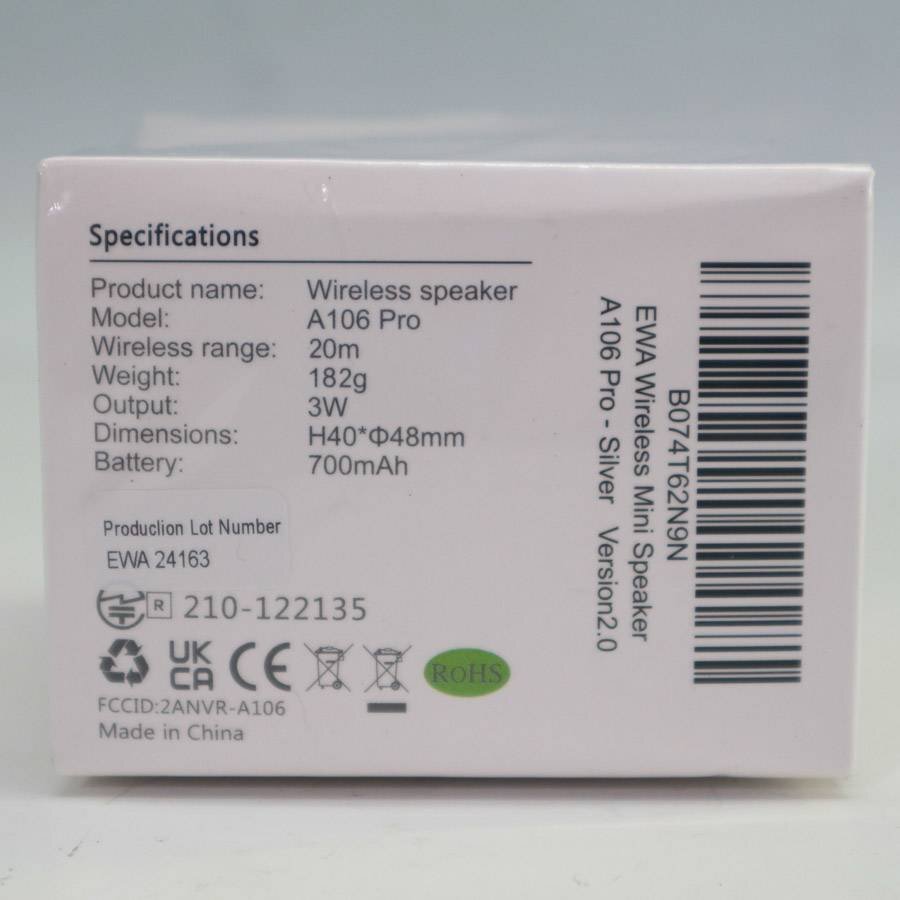 Specifications
Product name: Wireless speaker
Model: A106 Pro
Wireless range: 20m
Weight: 182g
Output: 3W
Dimensions: H40*Φ48mm
Battery: 700mAh
Produclion Lot Number
EWA 24163
R 210-122135
UK
CA CE RoHS
FCCID:2ANVR-A106
Made in China
B074T62N9N
EWA Wireless Mini Speaker
A106 Pro - Silver Version2.0